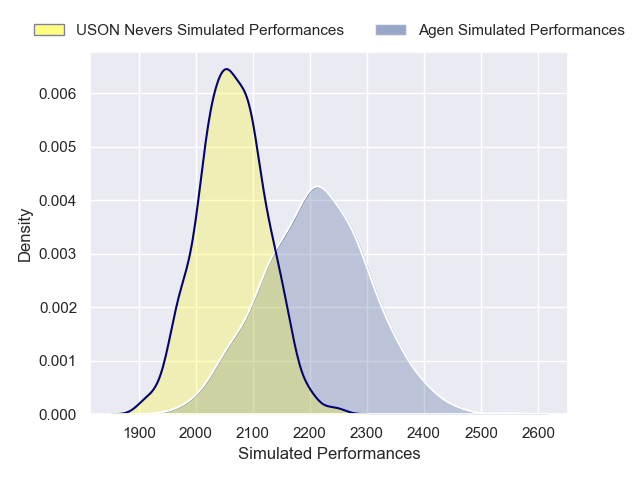 USON Nevers Simulated Performances
Agen Simulated Performances
0.006
0.005
0.004
0.003
0.002
0.001
0.000
Density
1900 2000 2100 2200 2300 2400 2500 2600
Simulated Performances